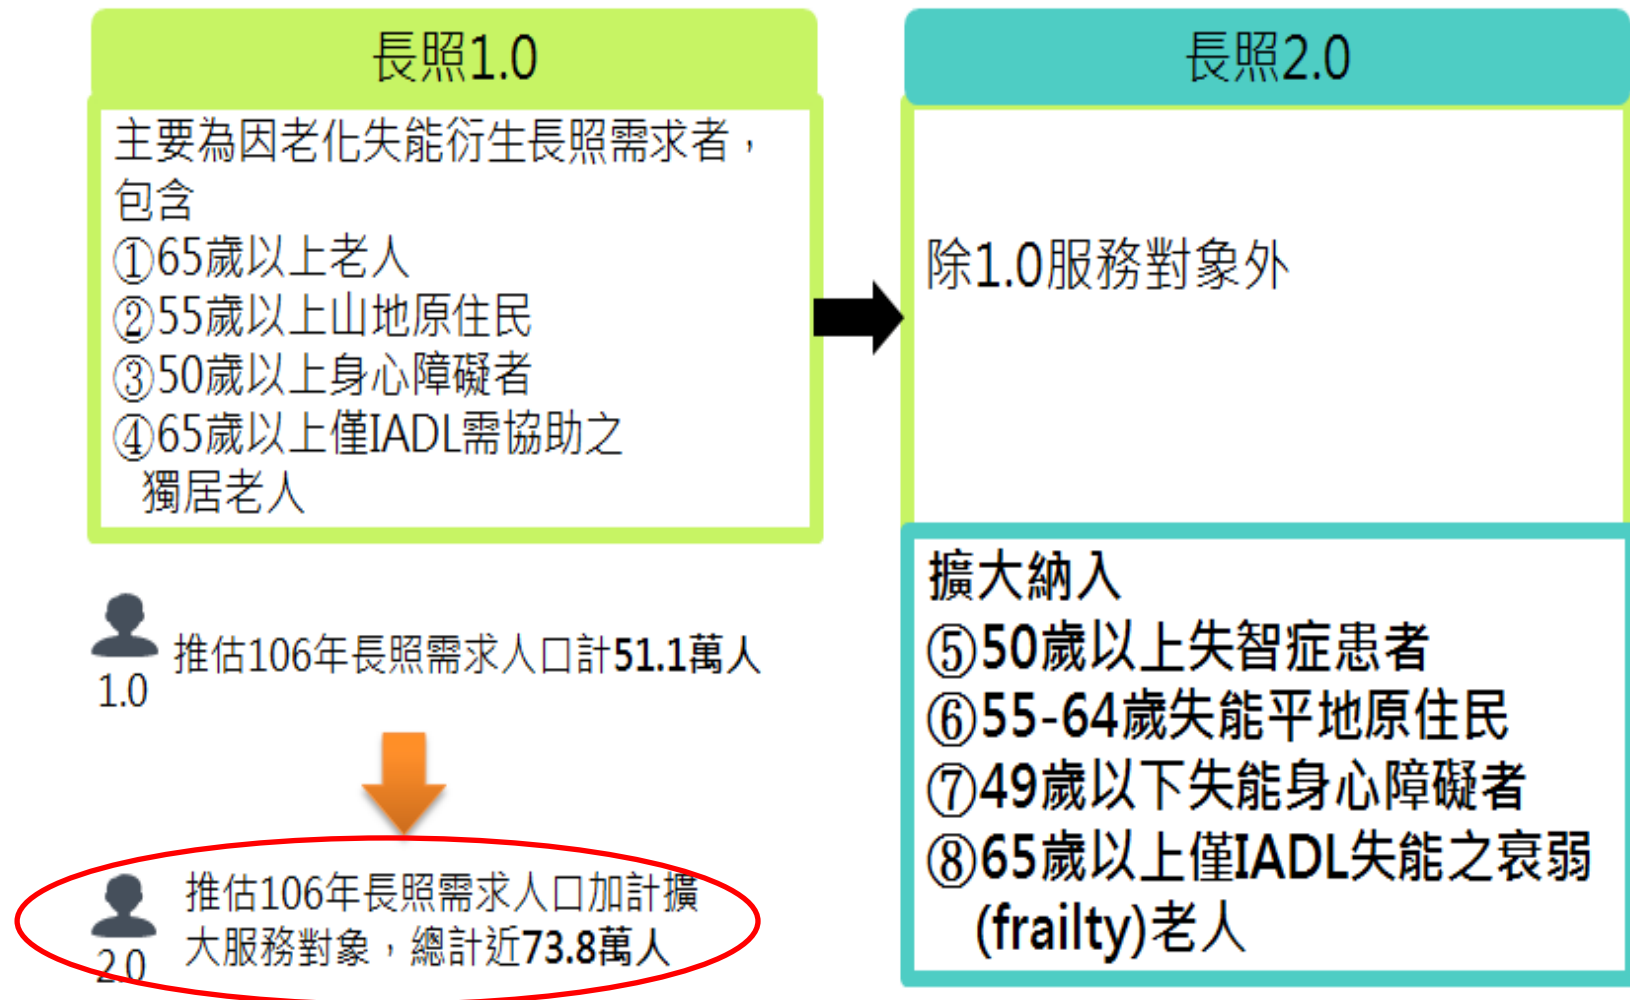 長照1.0
主要為因老化失能衍生長照需求者，
包含
①65歲以上老人
②55歲以上山地原住民
③50歲以上身心障礙者
④65歲以上僅IADL需協助之
獨居老人
推估106年長照需求人口計51.1萬人
1.0
推估106年長照需求人口加計擴
大服務對象，總計近73.8萬人
2.0
長照2.0
除1.0服務對象外
擴大納入
⑤50歲以上失智症患者
⑥55-64歲失能平地原住民
⑦49歲以下失能身心障礙者
⑧65歲以上僅IADL失能之衰弱
(frailty)老人